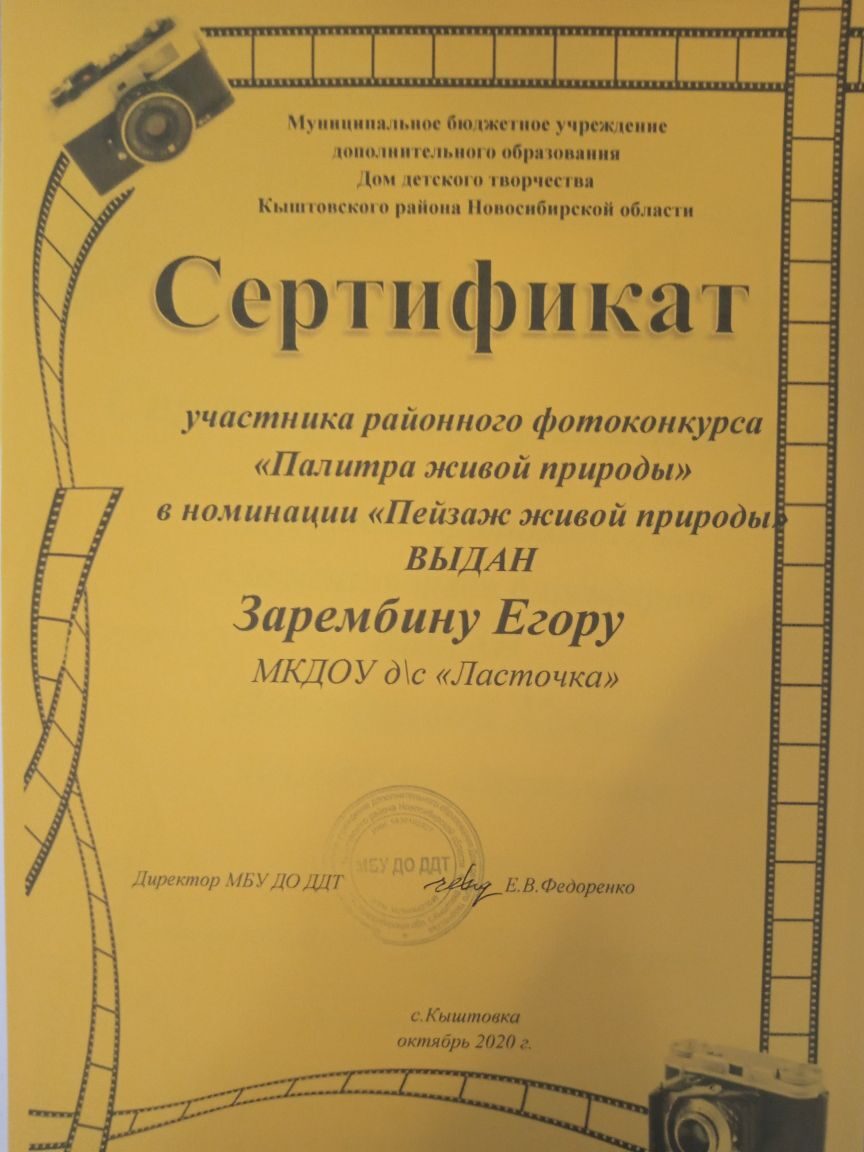 Муниципальное бюджетное учреждение
дополнительного образования
Дом детского творчества
Кыштовского района Новосибирской области
Сертификат
участника районного фотоконкурса
«Палитра живой природы»
в номинации «Пейзаж живой природы»
ВЫДАН
Зарембину Егору
МКДОУ д\с «Ласточка»
МБУ ДО ДДТ
Директор МБУ ДО ДДТ Е.В.Федоренко
с.Кыштовка
октябрь 2020 г.